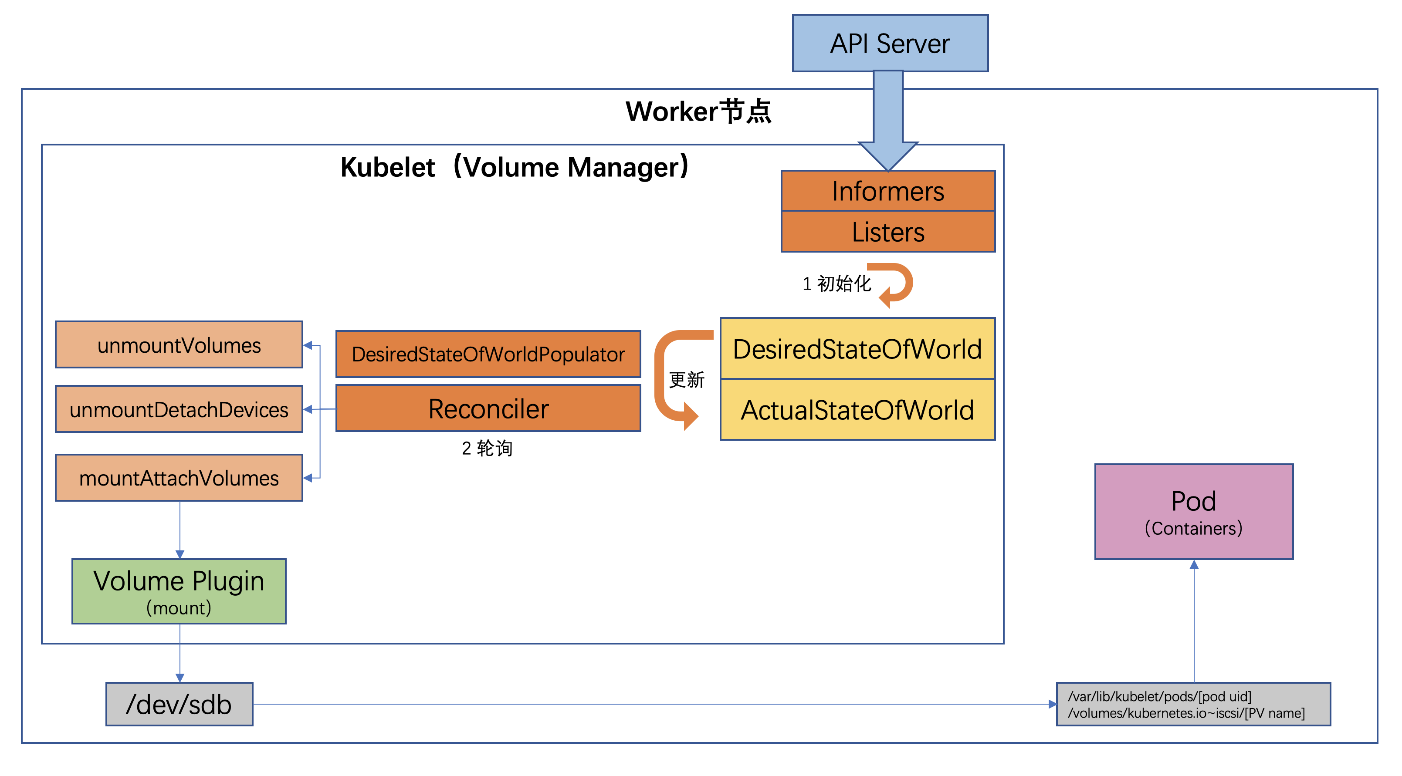 API Server
Worker节点
Kubelet（Volume Manager）
Informers
Listers
1 初始化
unmountVolumes
DesiredStateOfWorldPopulator
DesiredStateOfWorld
更新
unmountDetachDevices
Reconciler
ActualStateOfWorld
2 轮询
mountAttachVolumes
Pod
（Containers）
Volume Plugin
（mount）
/dev/sdb
/var/lib/kubelet/pods/[pod uid]
/volumes/kubernetes.io~iscsi/[PV name]